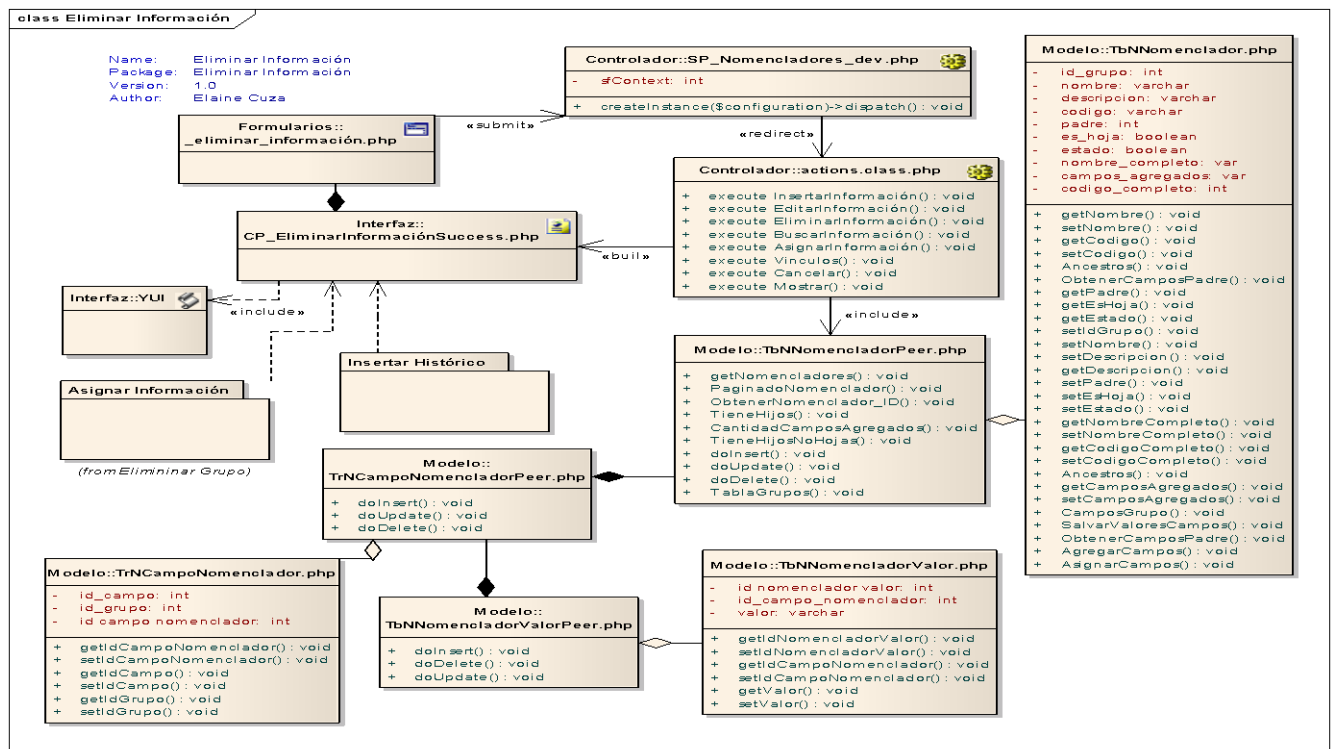 class Eliminar Información
Name: Eliminar Información
Package: Eliminar Información
Version: 1.0
Author: Elaine Cuza
Controlador::SP_Nomencladores_dev.php
- sfContext: int
+ createInstance($configuration)->dispatch() : void
«submit»
«redirect»
Formularios::
_eliminar_información.php
Controlador::actions.class.php
+ execute InsertarInformación() : void
+ execute EditarInformación() : void
+ execute EliminarInformación() : void
+ execute BuscarInformación() : void
+ execute AsignarInformación() : void
+ execute Vinculos() : void
+ execute Cancelar() : void
+ execute Mostrar() : void
Interfaz::
CP_EliminarInformaciónSuccess.php
«buil»
Interfaz::YUI
«include»
«include»
Insertar Histórico
Asignar Información
(from Elimininar Grupo)
Modelo::TbNNomencladorPeer.php
+ getNomencladores() : void
+ PaginadoNomenclador() : void
+ ObtenerNomenclador_ID() : void
+ TieneHijos() : void
+ CantidadCamposAgregados() : void
+ TieneHijosNoHojas() : void
+ doInsert() : void
+ doUpdate() : void
+ doDelete() : void
+ TablaGrupos() : void
Modelo::TbNNomenclador.php
- id_grupo: int
- nombre: varchar
- descripcion: varchar
- codigo: varchar
- padre: int
- es_hoja: boolean
- estado: boolean
- nombre_completo: var
- campos_agregados: var
- codigo_completo: int
+ getNombre() : void
+ setNombre() : void
+ getCodigo() : void
+ setCodigo() : void
+ Ancestros() : void
+ ObtenerCamposPadre() : void
+ getPadre() : void
+ getEsHoja() : void
+ getEstado() : void
+ setIdGrupo() : void
+ setNombre() : void
+ setDescripcion() : void
+ getDescripcion() : void
+ setPadre() : void
+ setEsHoja() : void
+ setEstado() : void
+ getNombreCompleto() : void
+ setNombreCompleto() : void
+ getCodigoCompleto() : void
+ setCodigoCompleto() : void
+ Ancestros() : void
+ getCamposAgregados() : void
+ setCamposAgregados() : void
+ CamposGrupo() : void
+ SalvarValoresCampos() : void
+ ObtenerCamposPadre() : void
+ AgregarCampos() : void
+ AsignarCampos() : void
Modelo::
TrNCampoNomencladorPeer.php
+ doInsert() : void
+ doUpdate() : void
+ doDelete() : void
Modelo::TrNCampoNomenclador.php
- id_campo: int
- id_grupo: int
- id campo nomenclador: int
+ getIdCampoNomenclador() : void
+ setIdCampoNomenclador() : void
+ getIdCampo() : void
+ setIdCampo() : void
+ getIdGrupo() : void
+ setIdGrupo() : void
Modelo::
TbNNomencladorValorPeer.php
+ doInsert() : void
+ doDelete() : void
+ doUpdate() : void
Modelo::TbNNomencladorValor.php
- id nomenclador valor: int
- id_campo_nomenclador: int
- valor: varchar
+ getIdNomencladorValor() : void
+ setIdNomencladorValor() : void
+ getIdCampoNomenclador() : void
+ setIdCampoNomenclador() : void
+ getValor() : void
+ setValor() : void